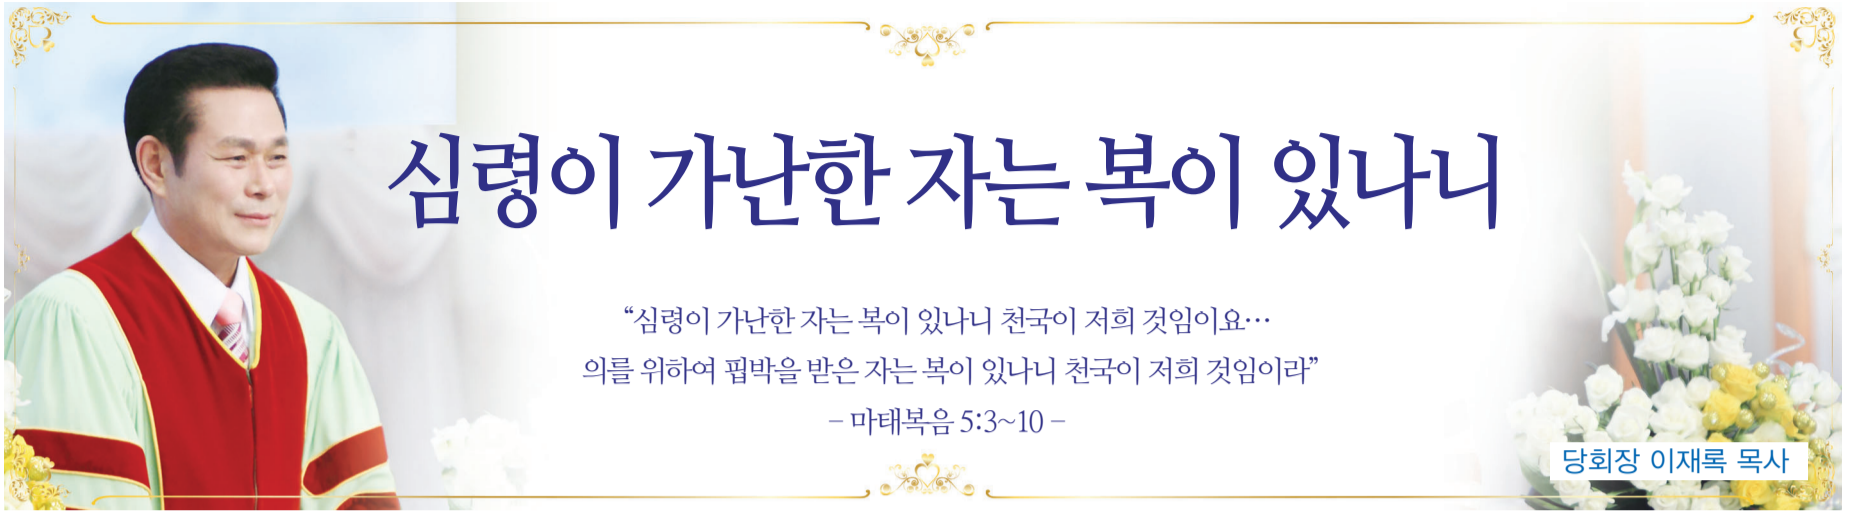 심령이 가난한 자는 복이 있나니
“심령이 가난한 자는 복이 있나니 천국이 저희 것임이요…
의를 위하여 핍박을 받은 자는 복이 있나니 천국이 저희 것임이라”
– 마태복음 5:3~10 –
당회장 이재록 목사